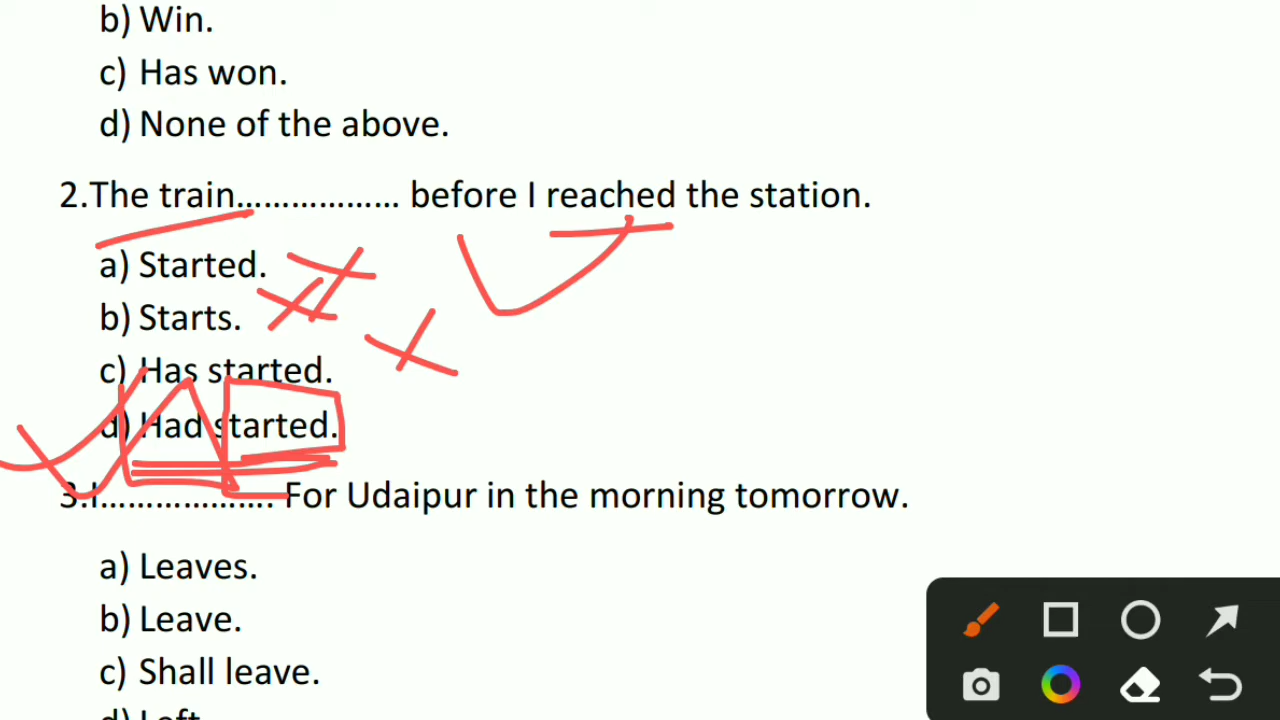 b) Win.
c) Has won.
d) None of the above.
2.The train.................. before I reached the station.
a) Started.
b) Starts.
c) Has started.
d) Had started.
3.I................... For Udaipur in the morning tomorrow.
a) Leaves.
b) Leave.
c) Shall leave.
d) Left